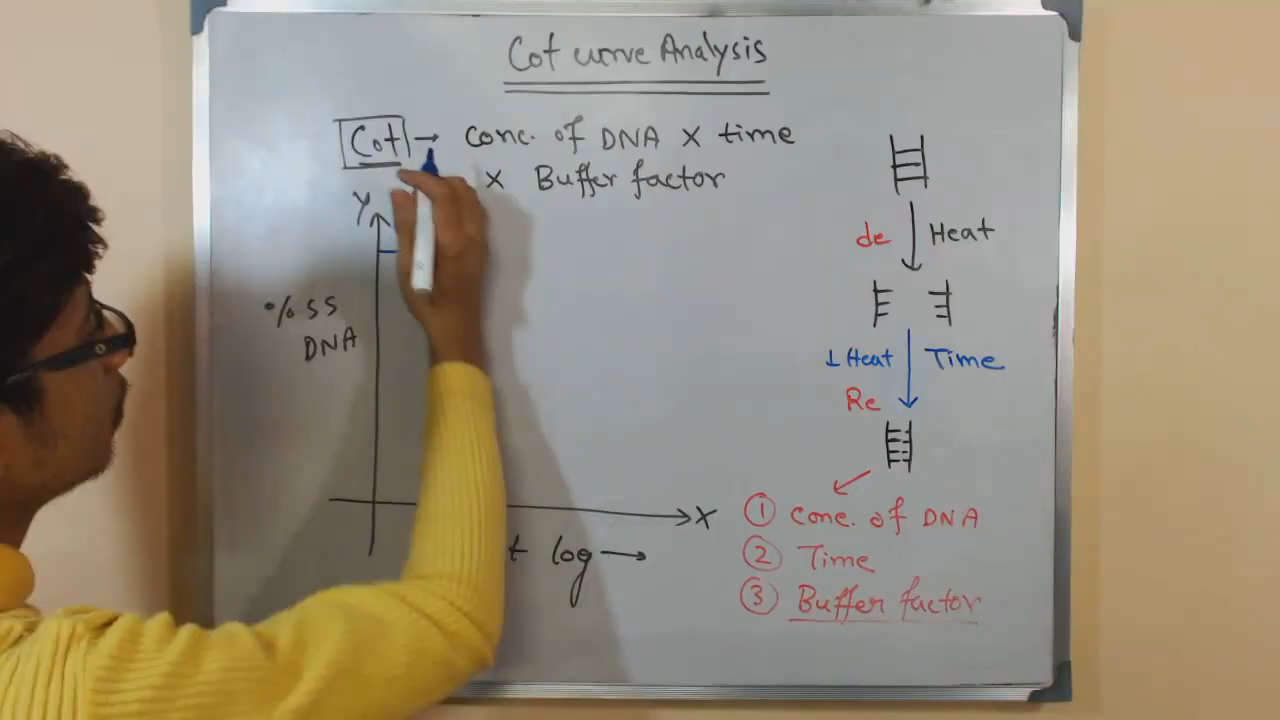 Cot curve Analysis
Cot → Conc. of DNA X time
X Buffer factor
Y
% SS
DNA
X
t log →
de Heat
↓ Heat Time
Re
① Conc. of DNA
② Time
③ Buffer factor